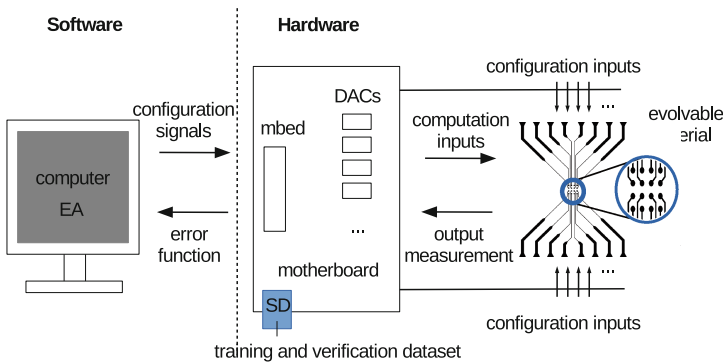 Software
Hardware
configuration
signals
computer
EA
error
function
mbed
DACs
...
motherboard
SD
training and verification dataset
computation
inputs
output
measurement
configuration inputs
...
evolvable
erial
...
configuration inputs